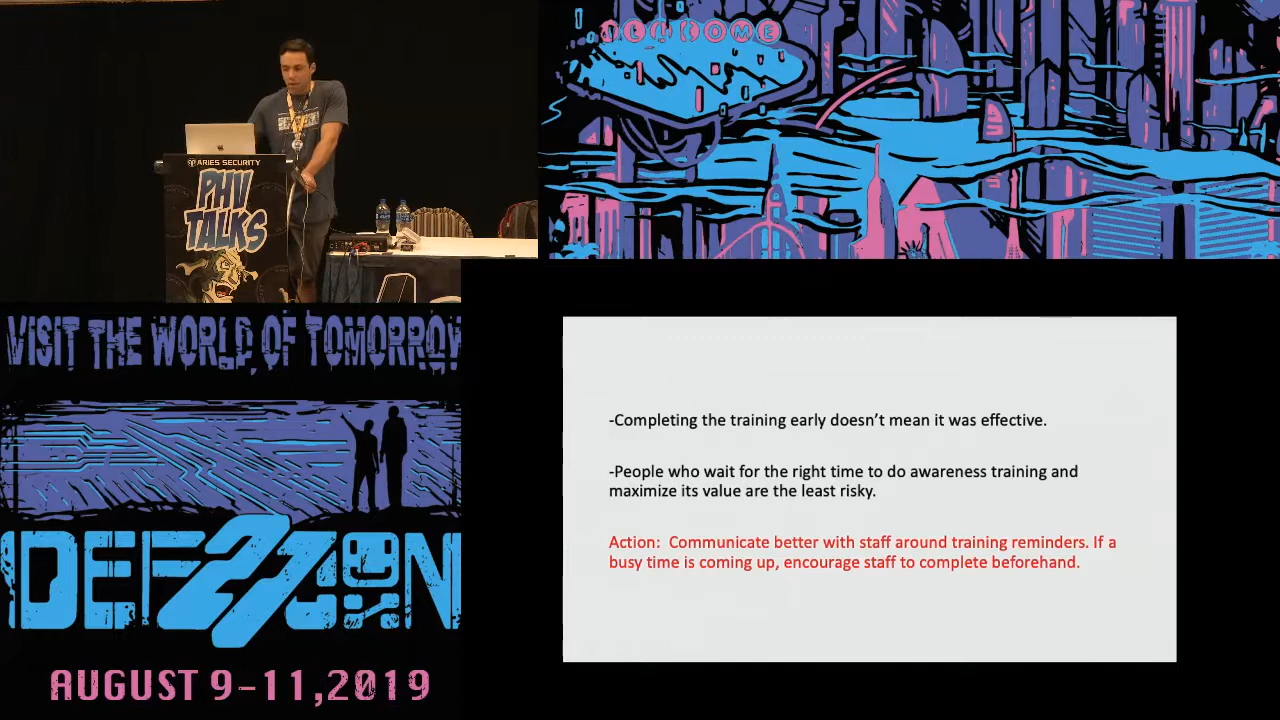 WELCOME
ARIES SECURITY
PHV
TALKS
VISIT THE WORLD OF TOMORROW
DEF CON
27
AUGUST 9-11,2019
-Completing the training early doesn’t mean it was effective.
-People who wait for the right time to do awareness training and
maximize its value are the least risky.
Action:  Communicate better with staff around training reminders. If a
busy time is coming up, encourage staff to complete beforehand.